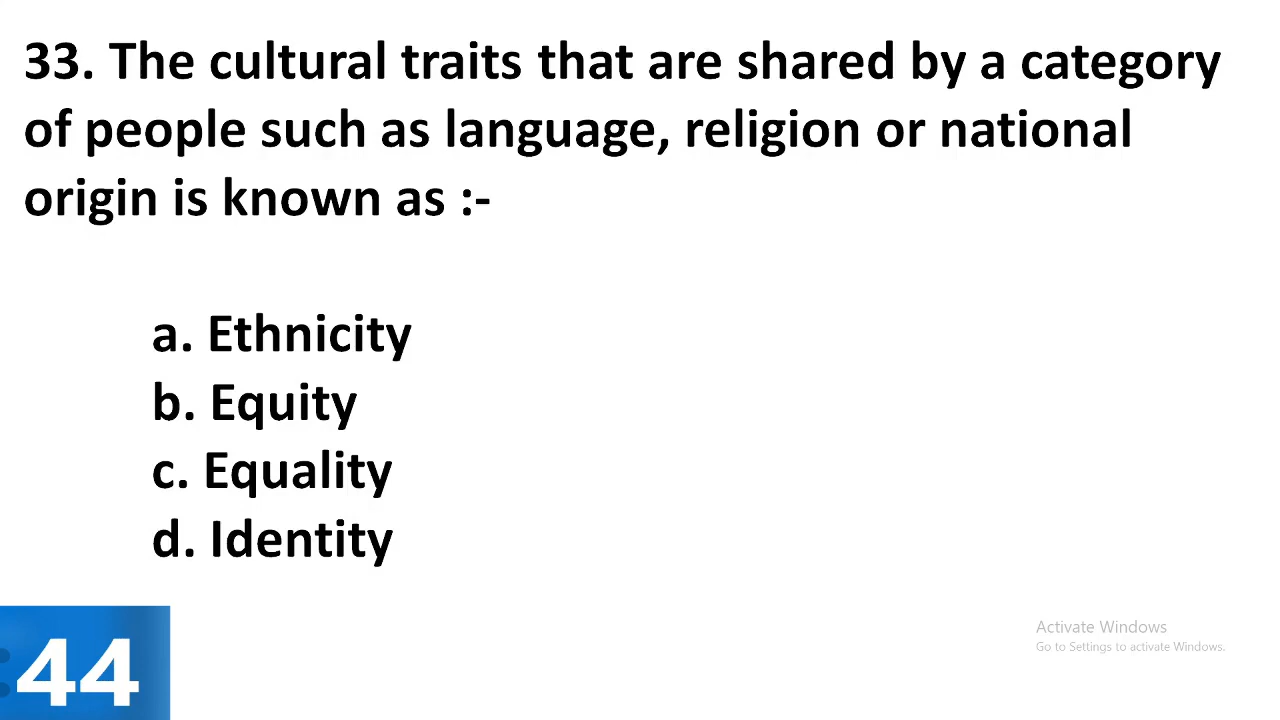 33. The cultural traits that are shared by a category
of people such as language, religion or national
origin is known as :-
a. Ethnicity
b. Equity
c. Equality
d. Identity
44
Activate Windows
Go to Settings to activate Windows.